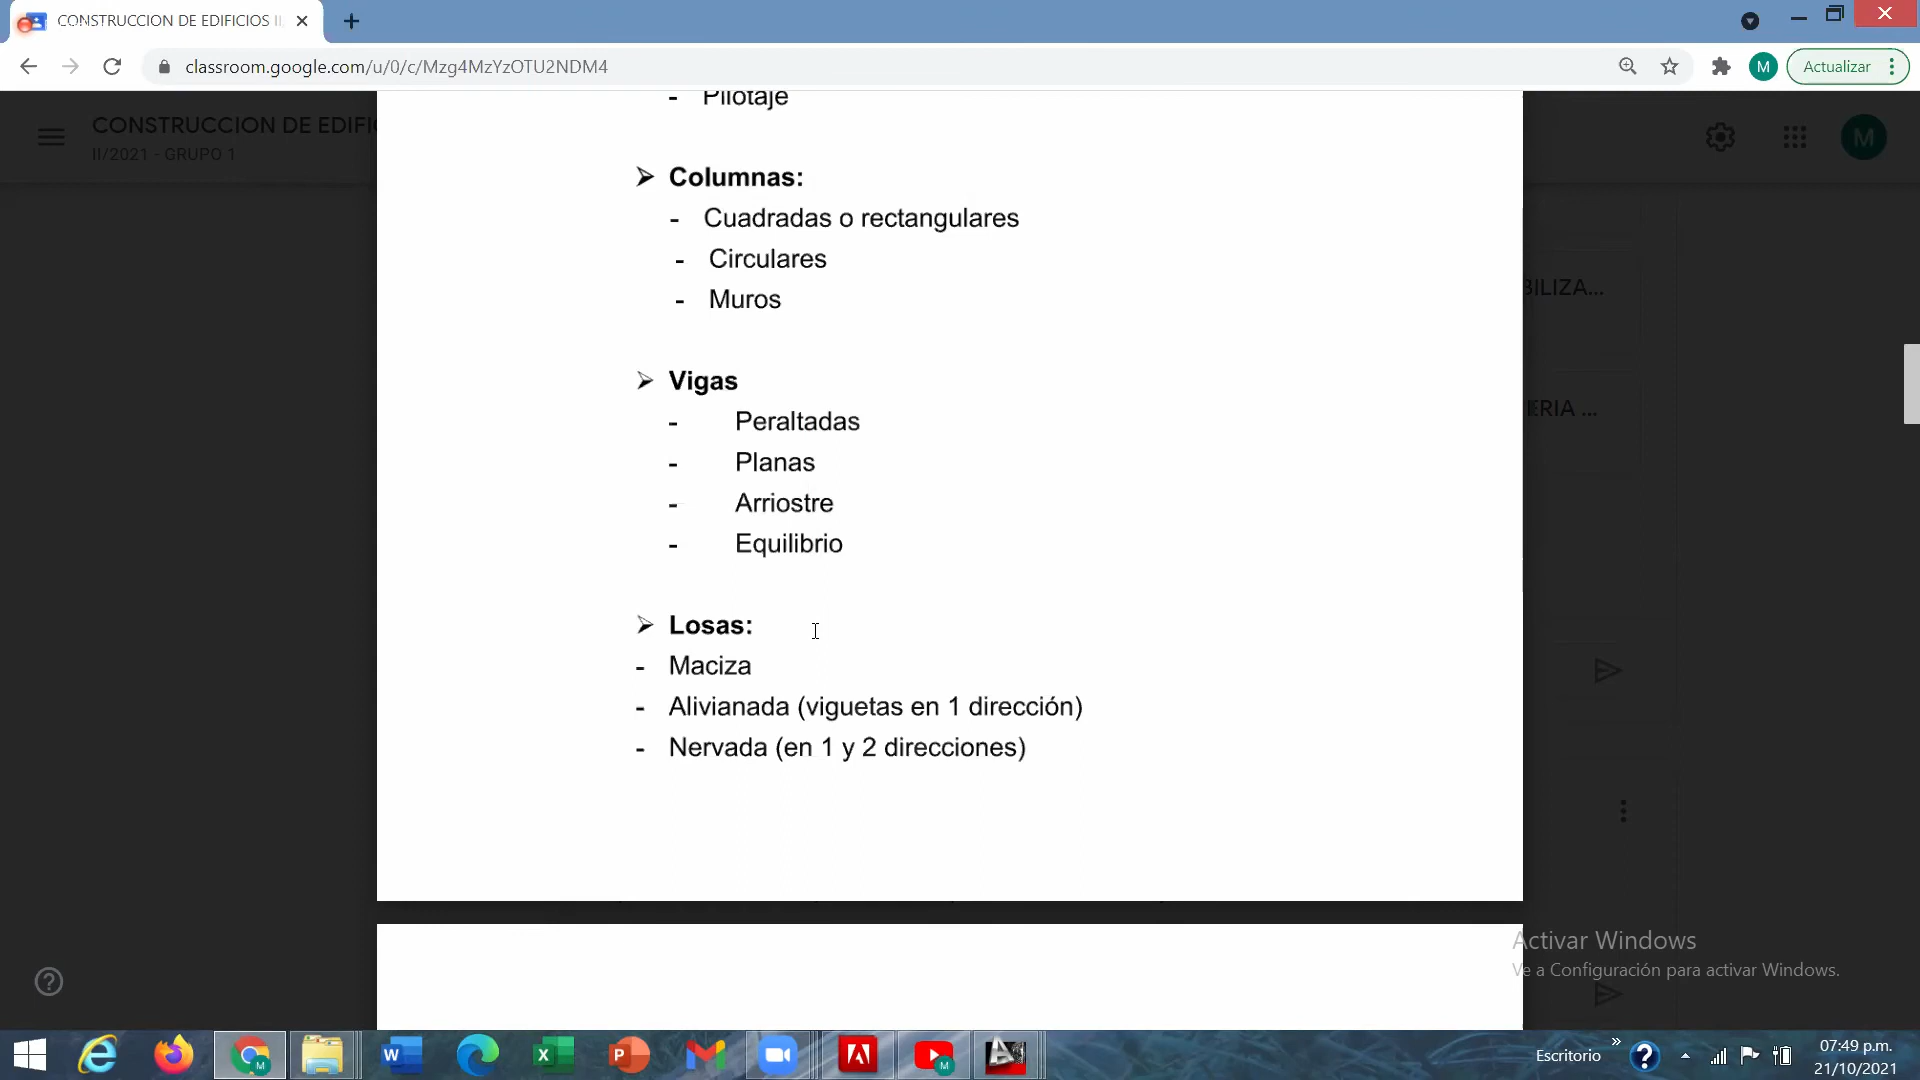 CONSTRUCCION DE EDIFICIOS II
classroom.google.com/u/0/c/Mzg4MzYzOTU2NDM4
M
Actualizar
CONSTRUCCION DE EDIFI
II/2021 - GRUPO 1
M
- Pilotaje
➢ Columnas:
- Cuadradas o rectangulares
- Circulares
- Muros
➢ Vigas
- Peraltadas
- Planas
- Arriostre
- Equilibrio
➢ Losas:
- Maciza
- Alivianada (viguetas en 1 dirección)
- Nervada (en 1 y 2 direcciones)
BILIZA...
ERIA ...
Activar Windows
Ve a Configuración para activar Windows.
Escritorio
07:49 p.m.
21/10/2021